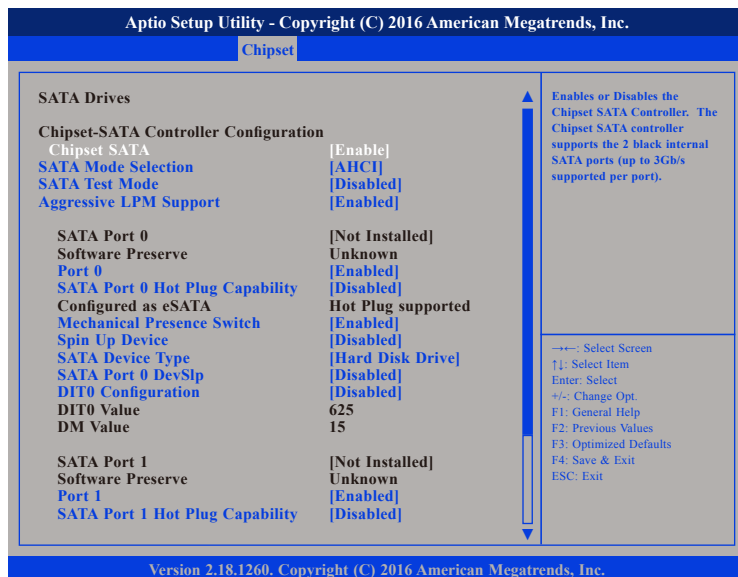 Aptio Setup Utility - Copyright (C) 2016 American Megatrends, Inc.
Chipset
SATA Drives
Chipset-SATA Controller Configuration
Chipset SATA [Enable]
SATA Mode Selection [AHCI]
SATA Test Mode [Disabled]
Aggressive LPM Support [Enabled]
SATA Port 0 [Not Installed]
Software Preserve Unknown
Port 0 [Enabled]
SATA Port 0 Hot Plug Capability [Disabled]
Configured as eSATA Hot Plug supported
Mechanical Presence Switch [Enabled]
Spin Up Device [Disabled]
SATA Device Type [Hard Disk Drive]
SATA Port 0 DevSlp [Disabled]
DIT0 Configuration [Disabled]
DIT0 Value 625
DM Value 15
SATA Port 1 [Not Installed]
Software Preserve Unknown
Port 1 [Enabled]
SATA Port 1 Hot Plug Capability [Disabled]
Enables or Disables the
Chipset SATA Controller. The
Chipset SATA controller
supports the 2 black internal
SATA ports (up to 3Gb/s
supported per port).
→←: Select Screen
↑↓: Select Item
Enter: Select
+/-: Change Opt.
F1: General Help
F2: Previous Values
F3: Optimized Defaults
F4: Save & Exit
ESC: Exit
Version 2.18.1260. Copyright (C) 2016 American Megatrends, Inc.